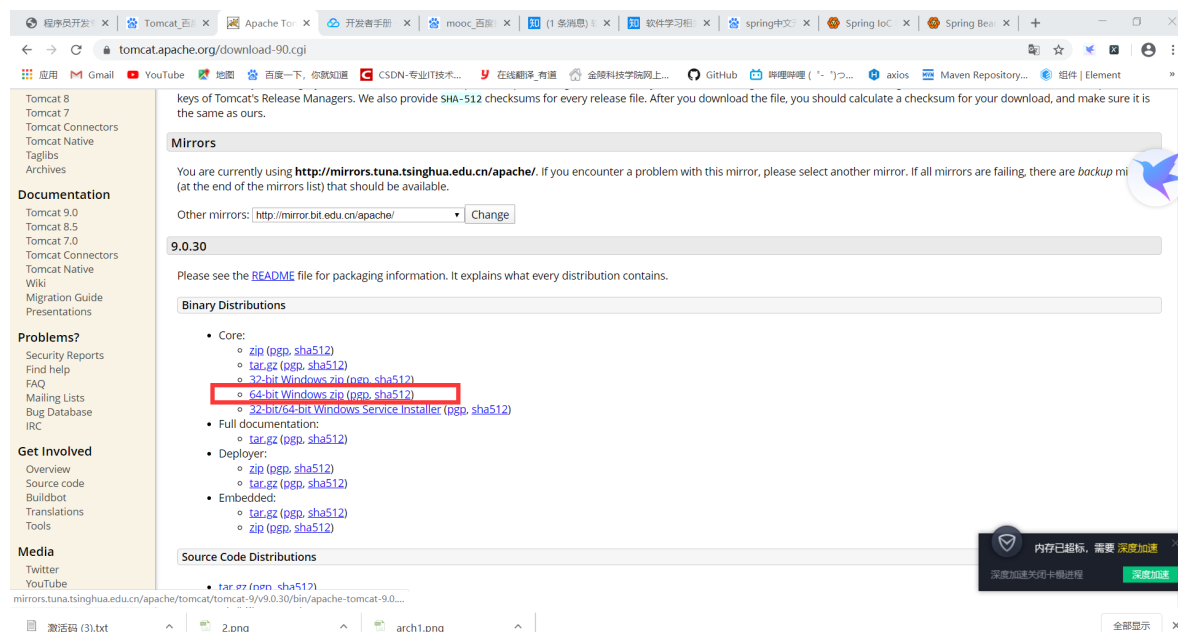 程序员开发
Tomcat_百
Apache Tom
开发者手册
mooc_百度
(1 条消息)
软件学习相
spring中文
Spring IoC
Spring Bea
tomcat.apache.org/download-90.cgi
应用 Gmail YouTube 地图 百度一下，你就知道 CSDN-专业IT技术... 在线翻译_有道 金陵科技学院网上... GitHub 哔哩哔哩 ( ゜- ゜)つ... axios Maven Repository... 组件 | Element »
Tomcat 8
Tomcat 7
Tomcat Connectors
Tomcat Native
Taglibs
Archives
Documentation
Tomcat 9.0
Tomcat 8.5
Tomcat 7.0
Tomcat Connectors
Tomcat Native
Wiki
Migration Guide
Presentations
Problems?
Security Reports
Find help
FAQ
Mailing Lists
Bug Database
IRC
Get Involved
Overview
Source code
Buildbot
Translations
Tools
Media
Twitter
YouTube
keys of Tomcat's Release Managers. We also provide SHA-512 checksums for every release file. After you download the file, you should calculate a checksum for your download, and make sure it is
the same as ours.
Mirrors
You are currently using http://mirrors.tuna.tsinghua.edu.cn/apache/. If you encounter a problem with this mirror, please select another mirror. If all mirrors are failing, there are backup mi
(at the end of the mirrors list) that should be available.
Other mirrors: http://mirror.bit.edu.cn/apache/ Change
9.0.30
Please see the README file for packaging information. It explains what every distribution contains.
Binary Distributions
Core:
zip (pgp, sha512)
tar.gz (pgp, sha512)
32-bit Windows zip (pgp, sha512)
64-bit Windows zip (pgp, sha512)
32-bit/64-bit Windows Service Installer (pgp, sha512)
Full documentation:
tar.gz (pgp, sha512)
Deployer:
zip (pgp, sha512)
tar.gz (pgp, sha512)
Embedded:
tar.gz (pgp, sha512)
zip (pgp, sha512)
Source Code Distributions
tar.gz (pgp, sha512)
内存已超标，需要 深度加速
深度加速关闭卡慢进程 深度加速
mirrors.tuna.tsinghua.edu.cn/apache/tomcat/tomcat-9/v9.0.30/bin/apache-tomcat-9.0....
激活码 (3).txt
2.png
arch1.png
全部显示